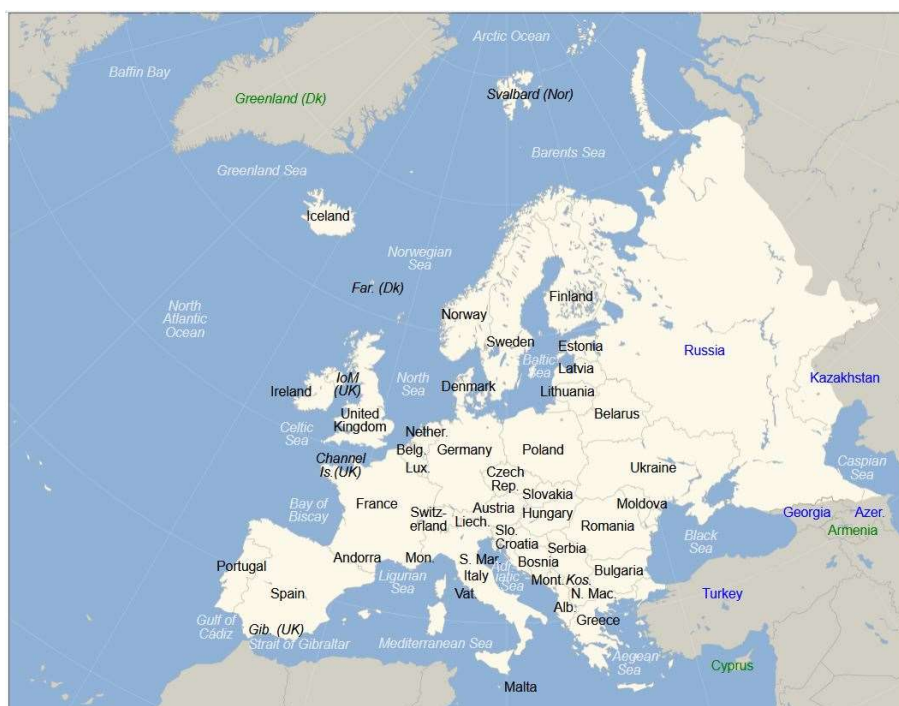 Arctic Ocean
Baffin Bay
Greenland (Dk)
Svalbard (Nor)
Barents Sea
Greenland Sea
Iceland
Norwegian
Sea
Far. (Dk)
North
Atlantic
Ocean
Finland
Norway
Sweden
Estonia
Russia
Baltic
Sea
Latvia
Kazakhstan
North
Sea
Denmark
Lithuania
Ireland
IoM
(UK)
United
Kingdom
Belarus
Celtic
Sea
Nether.
Belg.
Lux.
Germany
Poland
Channel
Is.(UK)
Czech
Rep.
Ukraine
Caspian
Sea
Slovakia
Bay of
Biscay
France
Switz-
erland
Austria
Liech.
Hungary
Moldova
Georgia
Azer.
Armenia
Slo.
Croatia
Romania
Black
Sea
Portugal
Andorra
Mon.
S. Mar.
Serbia
Bosnia
Bulgaria
Ligurian
Sea
Italy
Adr-
iatic
Sea
Mont.
Kos.
Spain
Vat.
N. Mac.
Turkey
Alb.
Greece
Gulf of
Cádiz
Gib. (UK)
Strait of Gibraltar
Mediterranean Sea
Aegean
Sea
Cyprus
Malta